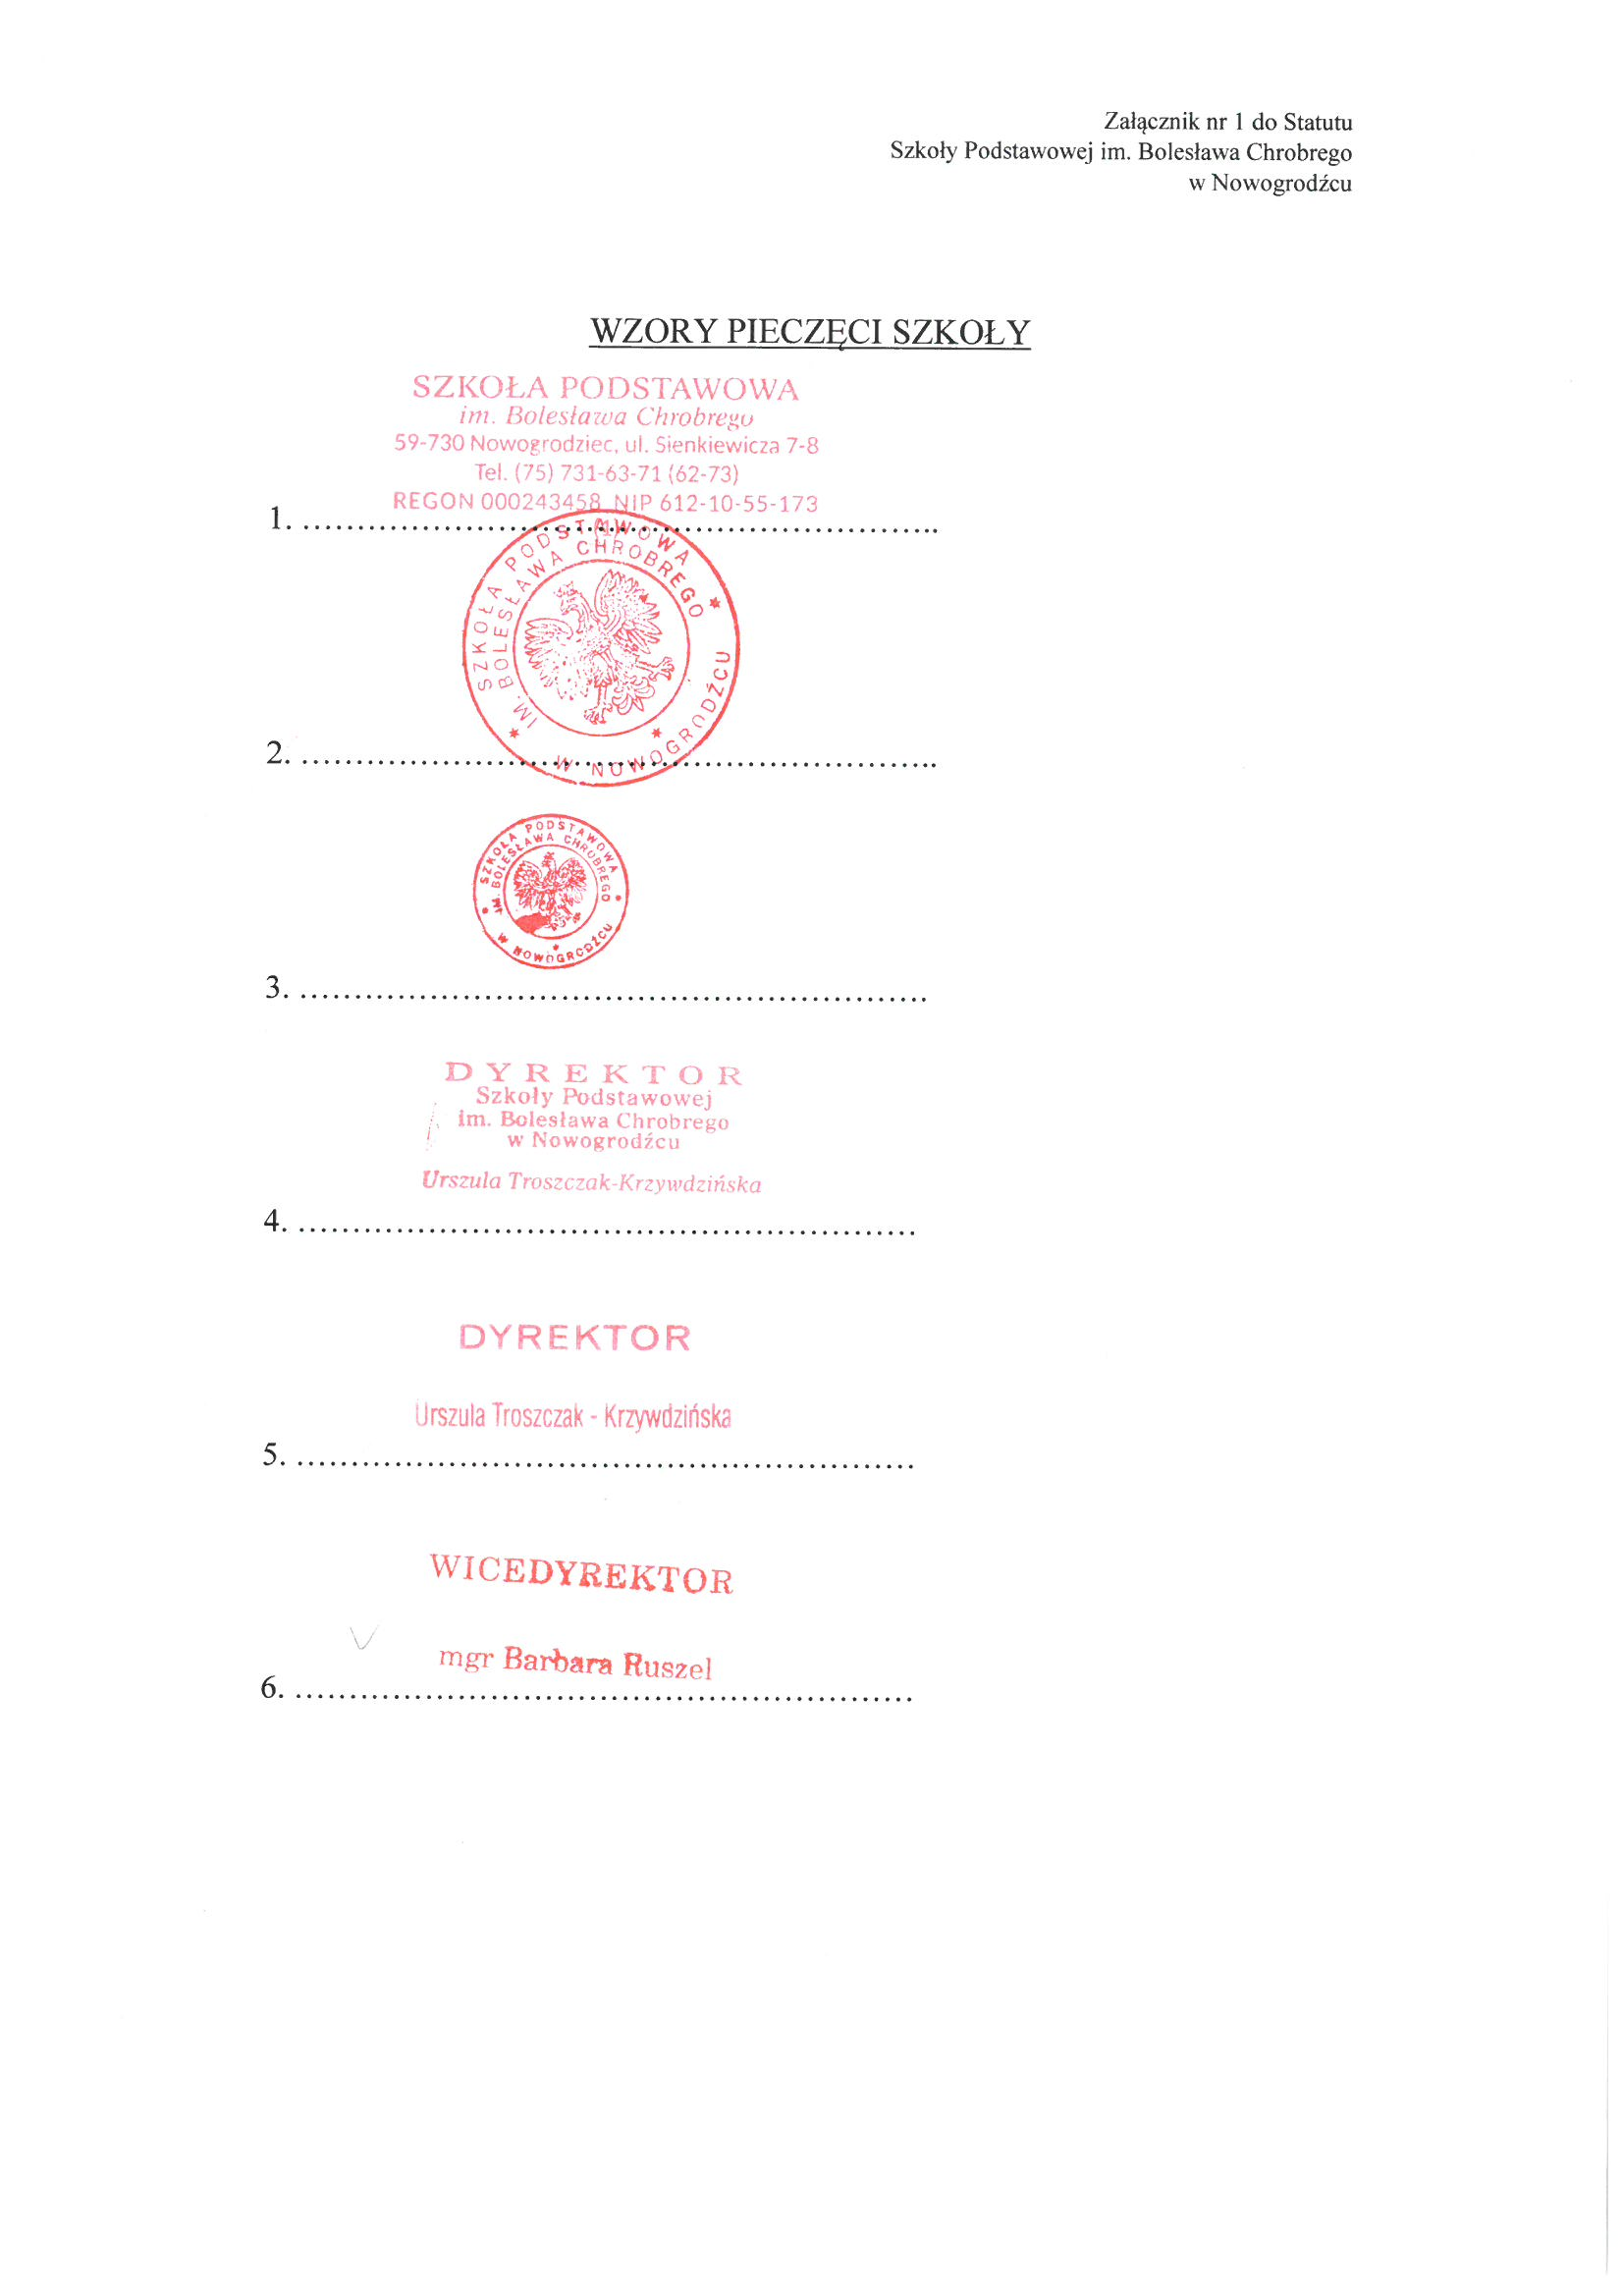 Załącznik nr 1 do Statutu
Szkoły Podstawowej im. Bolesława Chrobrego
w Nowogrodźcu
WZORY PIECZĘCI SZKOŁY
SZKOŁA PODSTAWOWA
im. Bolesława Chrobrego
59-730 Nowogrodziec, ul. Sienkiewicza 7-8
Tel. (75) 731-63-71 (62-73)
REGON 000243458 NIP 612-10-55-173
(1)
1. ..........................................................
SZKOŁA PODSTAWOWA * W NOWOGRODŹCU *
IM. BOLESŁAWA CHROBREGO *
2. ..........................................................
SZKOŁA PODSTAWOWA * W NOWOGRODŹCU *
IM. BOLESŁAWA CHROBREGO *
3. ..........................................................
DYREKTOR
Szkoły Podstawowej
im. Bolesława Chrobrego
w Nowogrodźcu
Urszula Troszczak-Krzywdzińska
4. ..........................................................
DYREKTOR
Urszula Troszczak - Krzywdzińska
5. ..........................................................
WICEDYREKTOR
mgr Barbara Ruszel
6. ..........................................................